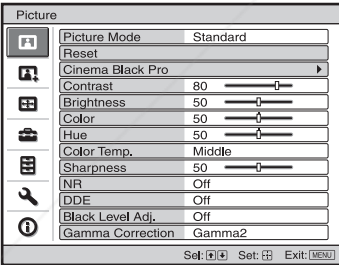 Picture
Picture Mode Standard
Reset
Cinema Black Pro
Contrast 80
Brightness 50
Color 50
Hue 50
Color Temp. Middle
Sharpness 50
NR Off
DDE Off
Black Level Adj. Off
Gamma Correction Gamma2
Sel: Set: Exit: MENU